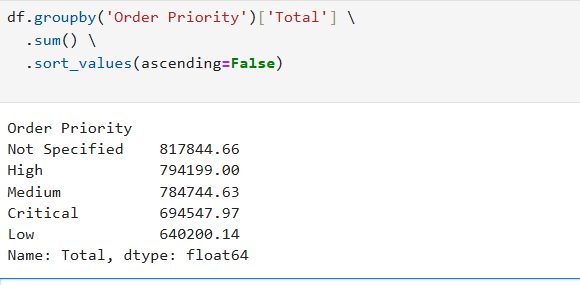 df.groupby('Order Priority')['Total'] \
  .sum() \
  .sort_values(ascending=False)
Order Priority
Not Specified    817844.66
High             794199.00
Medium           784744.63
Critical         694547.97
Low              640200.14
Name: Total, dtype: float64